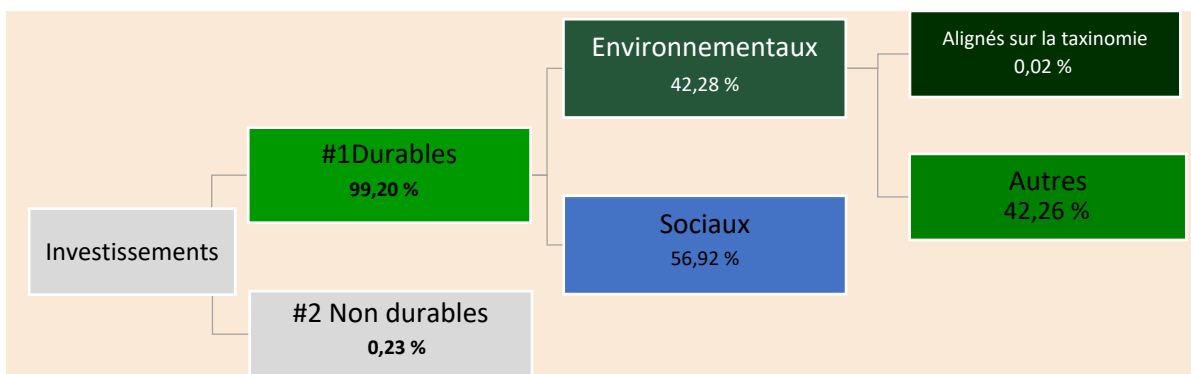 Investissements
#1Durables
99,20 %
#2 Non durables
0,23 %
Environnementaux
42,28 %
Sociaux
56,92 %
Alignés sur la taxinomie
0,02 %
Autres
42,26 %